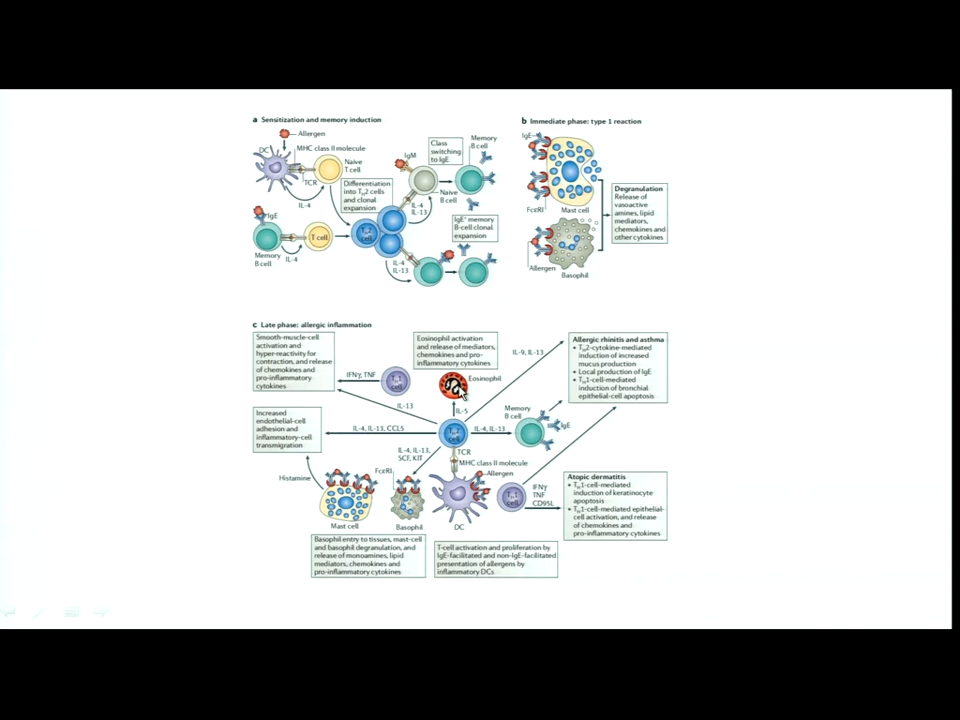 a Sensitization and memory induction
Allergen
DC
MHC class II molecule
TCR
Naive
T cell
IL-4
IgE
Memory
B cell
T cell
IL-4
Differentiation
into TH2 cells
and clonal
expansion
TH2
cell
IgM
Class
switching
to IgE
Memory
B cell
IL-4
IL-13
Naive
B cell
IgE+ memory
B-cell clonal
expansion
IL-4
IL-13
b Immediate phase: type 1 reaction
IgE
FcεRI
Mast cell
Allergen
Basophil
Degranulation
Release of
vasoactive
amines, lipid
mediators,
chemokines and
other cytokines
c Late phase: allergic inflammation
Smooth-muscle-cell
activation and
hyper-reactivity for
contraction, and release
of chemokines and
pro-inflammatory
cytokines
IFNγ, TNF
TH1
cell
Eosinophil activation
and release of mediators,
chemokines and pro-
inflammatory cytokines
Eosinophil
IL-9, IL-13
Allergic rhinitis and asthma
• TH2-cytokine-mediated
induction of increased
mucus production
• Local production of IgE
• TH1-cell-mediated
induction of bronchial
epithelial-cell apoptosis
IL-13
IL-5
Increased
endothelial-cell
adhesion and
inflammatory-cell
transmigration
IL-4, IL-13, CCL5
TH2
cell
IL-4, IL-13
Memory
B cell
IgE
IL-4, IL-13,
SCF, KIT
TCR
MHC class II molecule
Allergen
Histamine
FcεRI
Mast cell
Basophil
DC
TH1
cell
IFNγ
TNF
CD95L
Atopic dermatitis
• TH1-cell-mediated
induction of keratinocyte
apoptosis
• TH1-cell-mediated epithelial-
cell activation, and release
of chemokines and
pro-inflammatory cytokines
Basophil entry to tissues, mast-cell
and basophil degranulation, and
release of monoamines, lipid
mediators, chemokines and
pro-inflammatory cytokines
T-cell activation and proliferation by
IgE-facilitated and non-IgE-facilitated
presentation of allergens by
inflammatory DCs